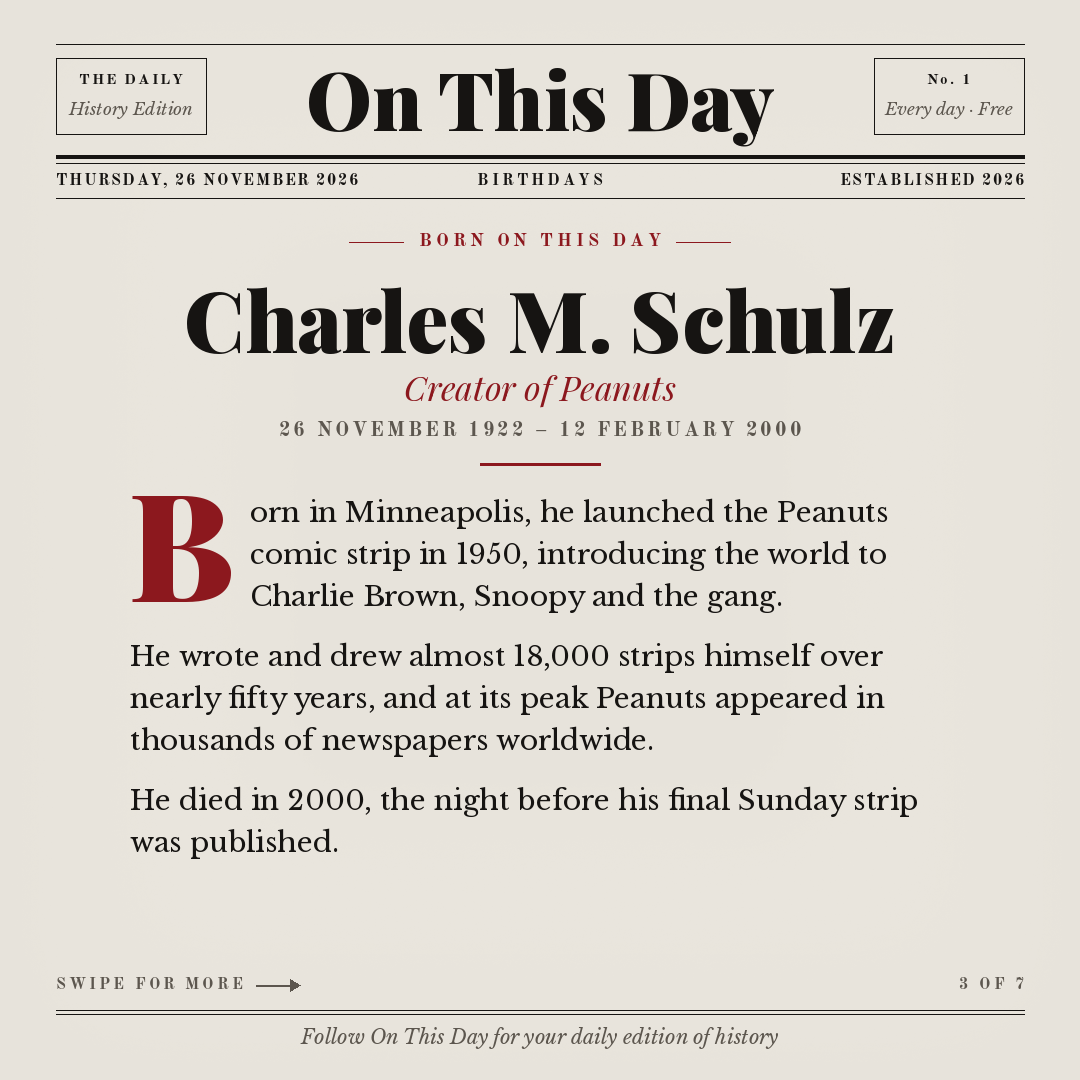 THE DAILY
History Edition
On This Day
No. 1
Every day · Free
THURSDAY, 26 NOVEMBER 2026
BIRTHDAYS
ESTABLISHED 2026
BORN ON THIS DAY
Charles M. Schulz
Creator of Peanuts
26 NOVEMBER 1922 – 12 FEBRUARY 2000
Born in Minneapolis, he launched the Peanuts
comic strip in 1950, introducing the world to
Charlie Brown, Snoopy and the gang.
He wrote and drew almost 18,000 strips himself over
nearly fifty years, and at its peak Peanuts appeared in
thousands of newspapers worldwide.
He died in 2000, the night before his final Sunday strip
was published.
SWIPE FOR MORE
3 OF 7
Follow On This Day for your daily edition of history